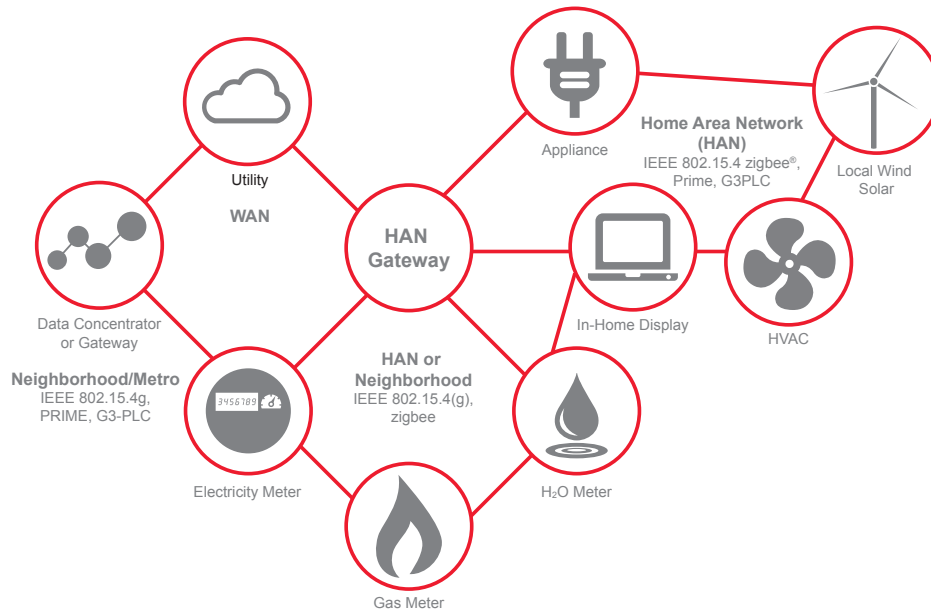 Utility
WAN
Appliance
Home Area Network
(HAN)
IEEE 802.15.4 zigbee®,
Prime, G3PLC
Local Wind
Solar
HAN
Gateway
Data Concentrator
or Gateway
In-Home Display
HVAC
Neighborhood/Metro
IEEE 802.15.4g,
PRIME, G3-PLC
3456789
HAN or
Neighborhood
IEEE 802.15.4(g),
zigbee
Electricity Meter
H₂O Meter
Gas Meter